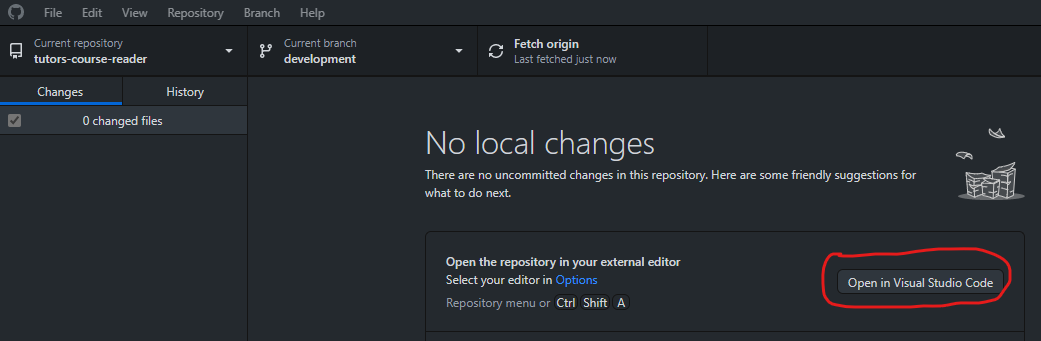 File Edit View Repository Branch Help
Current repository
tutors-course-reader
Current branch
development
Fetch origin
Last fetched just now
Changes History
0 changed files
No local changes
There are no uncommitted changes in this repository. Here are some friendly suggestions for
what to do next.
Open the repository in your external editor
Select your editor in Options
Repository menu or Ctrl Shift A
Open in Visual Studio Code